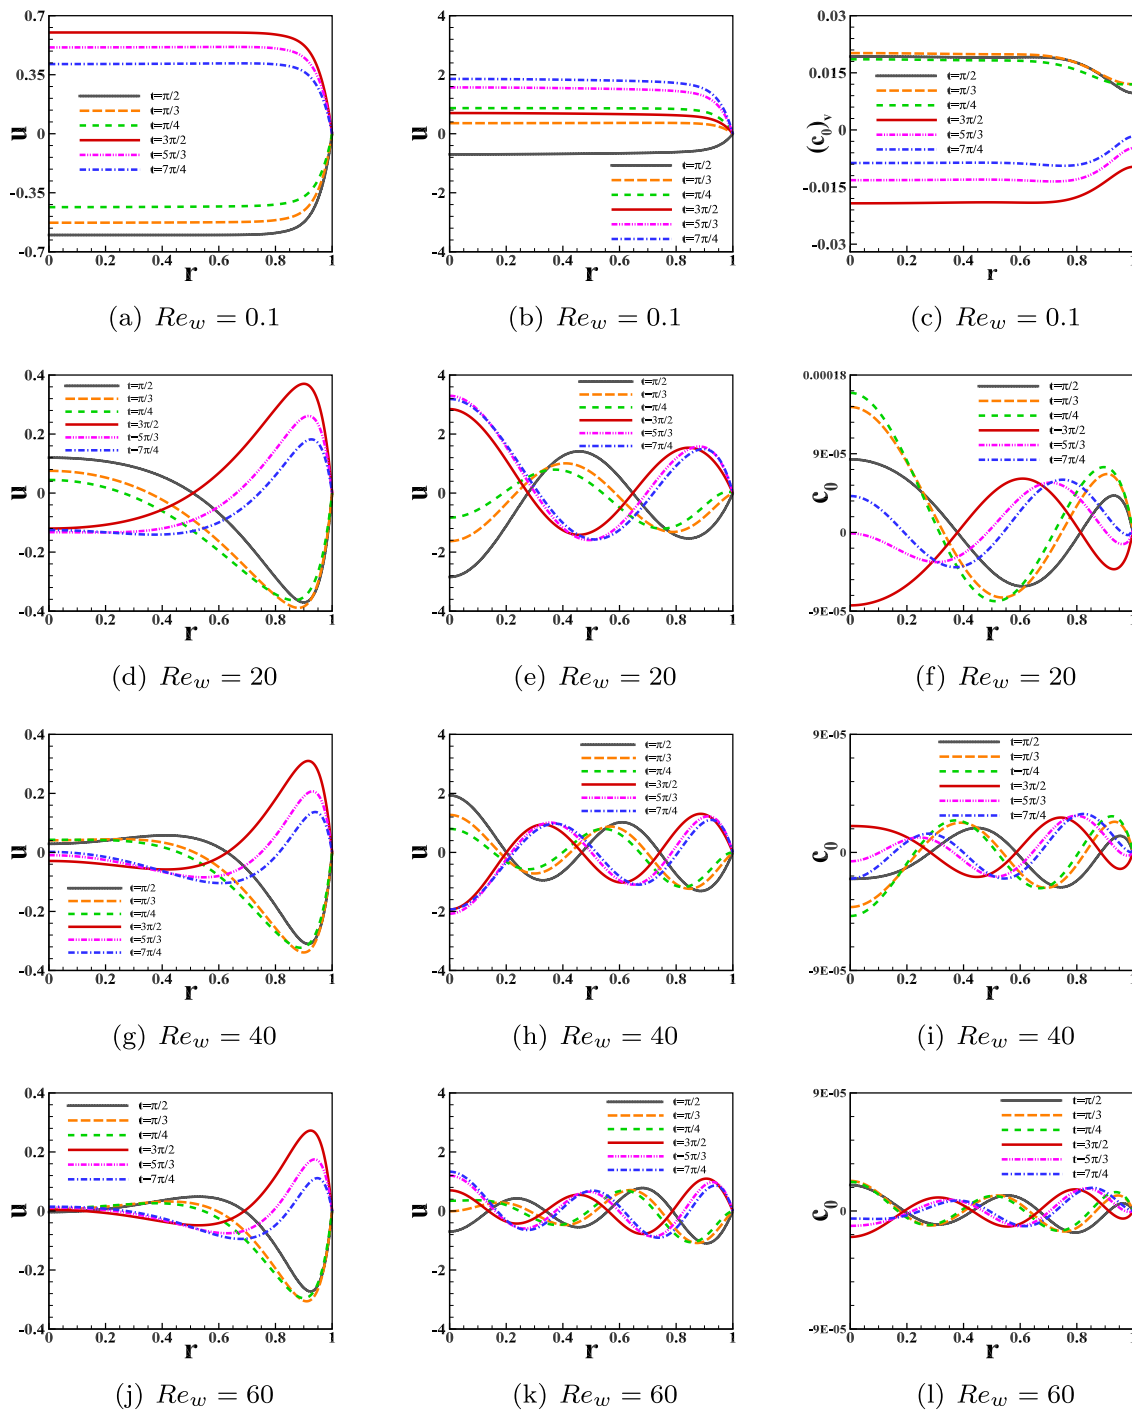 u
0.7
0.35
0
-0.35
-0.7
t=π/2
t=π/3
t=π/4
t=3π/2
t=5π/3
t=7π/4
0 0.2 0.4 0.6 0.8 1
r
(a) Re_w = 0.1
u
4
2
0
-2
-4
t=π/2
t=π/3
t=π/4
t=3π/2
t=5π/3
t=7π/4
0 0.2 0.4 0.6 0.8 1
r
(b) Re_w = 0.1
(c_0)_v
0.03
0.015
0
-0.015
-0.03
t=π/2
t=π/3
t=π/4
t=3π/2
t=5π/3
t=7π/4
0 0.2 0.4 0.6 0.8 1
r
(c) Re_w = 0.1
u
0.4
0.2
0
-0.2
-0.4
t=π/2
t=π/3
t=π/4
t=3π/2
t−5π/3
t−7π/4
0 0.2 0.4 0.6 0.8 1
r
(d) Re_w = 20
u
4
2
0
-2
-4
t=π/2
t−π/3
t−π/4
t−3π/2
t=5π/3
t=7π/4
0 0.2 0.4 0.6 0.8 1
r
(e) Re_w = 20
c_0
0.00018
9E-05
0
-9E-05
t=π/2
t=π/3
t=π/4
t−3π/2
t=5π/3
t=7π/4
0 0.2 0.4 0.6 0.8 1
r
(f) Re_w = 20
u
0.4
0.2
0
-0.2
-0.4
t=π/2
t=π/3
t=π/4
t=3π/2
t=5π/3
t=7π/4
0 0.2 0.4 0.6 0.8 1
r
(g) Re_w = 40
u
4
2
0
-2
-4
t=π/2
t=π/3
t=π/4
t=3π/2
t=5π/3
t=7π/4
0 0.2 0.4 0.6 0.8 1
r
(h) Re_w = 40
c_0
9E-05
0
-9E-05
t=π/2
t=π/3
t−π/4
t=3π/2
t=5π/3
t=7π/4
0 0.2 0.4 0.6 0.8 1
r
(i) Re_w = 40
u
0.4
0.2
0
-0.2
-0.4
t=π/2
t=π/3
t=π/4
t=3π/2
t=5π/3
t−7π/4
0 0.2 0.4 0.6 0.8 1
r
(j) Re_w = 60
u
4
2
0
-2
-4
t=π/2
t=π/3
t=π/4
t=3π/2
t−5π/3
t=7π/4
0 0.2 0.4 0.6 0.8 1
r
(k) Re_w = 60
c_0
9E-05
0
-9E-05
t=π/2
t=π/3
t=π/4
t=3π/2
t−5π/3
t=7π/4
0 0.2 0.4 0.6 0.8 1
r
(l) Re_w = 60